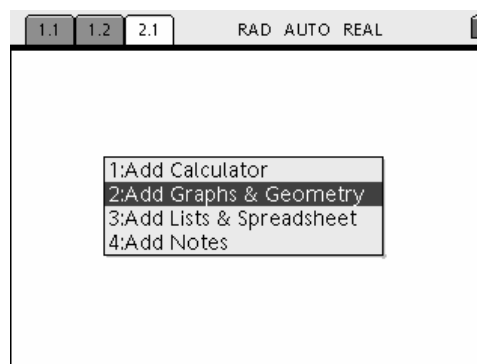 1.1 1.2 2.1 RAD AUTO REAL
1:Add Calculator
2:Add Graphs & Geometry
3:Add Lists & Spreadsheet
4:Add Notes